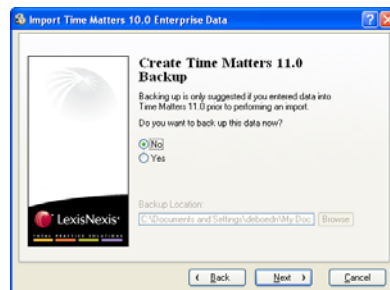 Import Time Matters 10.0 Enterprise Data
Create Time Matters 11.0
Backup
Backing up is only suggested if you entered data into
Time Matters 11.0 prior to performing an import.
Do you want to back up this data now?
No
Yes
Backup Location:
C:\Documents and Settings\deboedn\My Doc
Browse
LexisNexis
TOTAL PRACTICE SOLUTIONS
< Back
Next >
Cancel